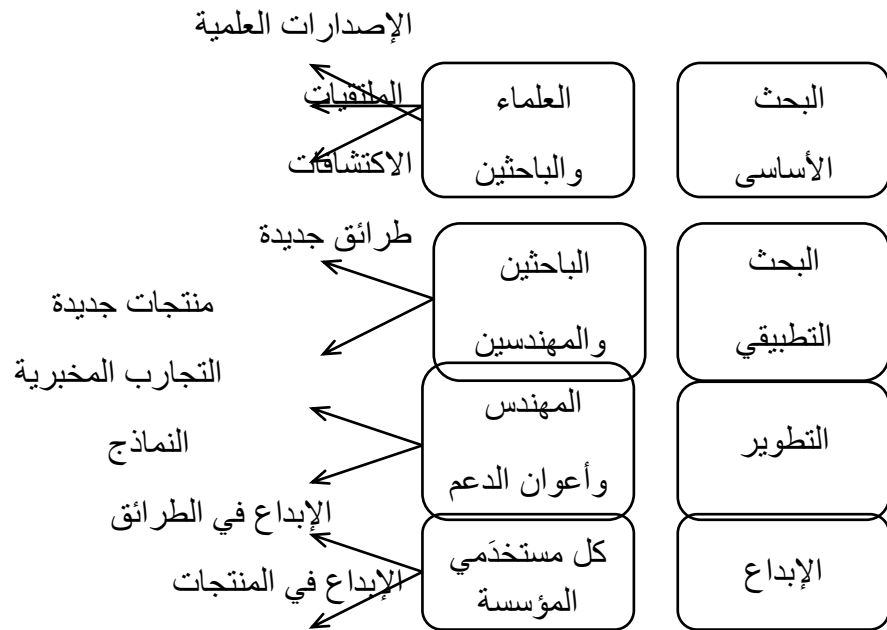 الإصدارات العلمية
البحث
الأساسى
العلماء
والباحثين
الملتقيات
الاكتشافات
البحث
التطبيقي
الباحثين
والمهندسين
طرائق جديدة
منتجات جديدة
التطوير
المهندس
وأعوان الدعم
التجارب المخبرية
النماذج
الإبداع
كل مستخدَمي
المؤسسة
الإبداع في الطرائق
الإبداع في المنتجات